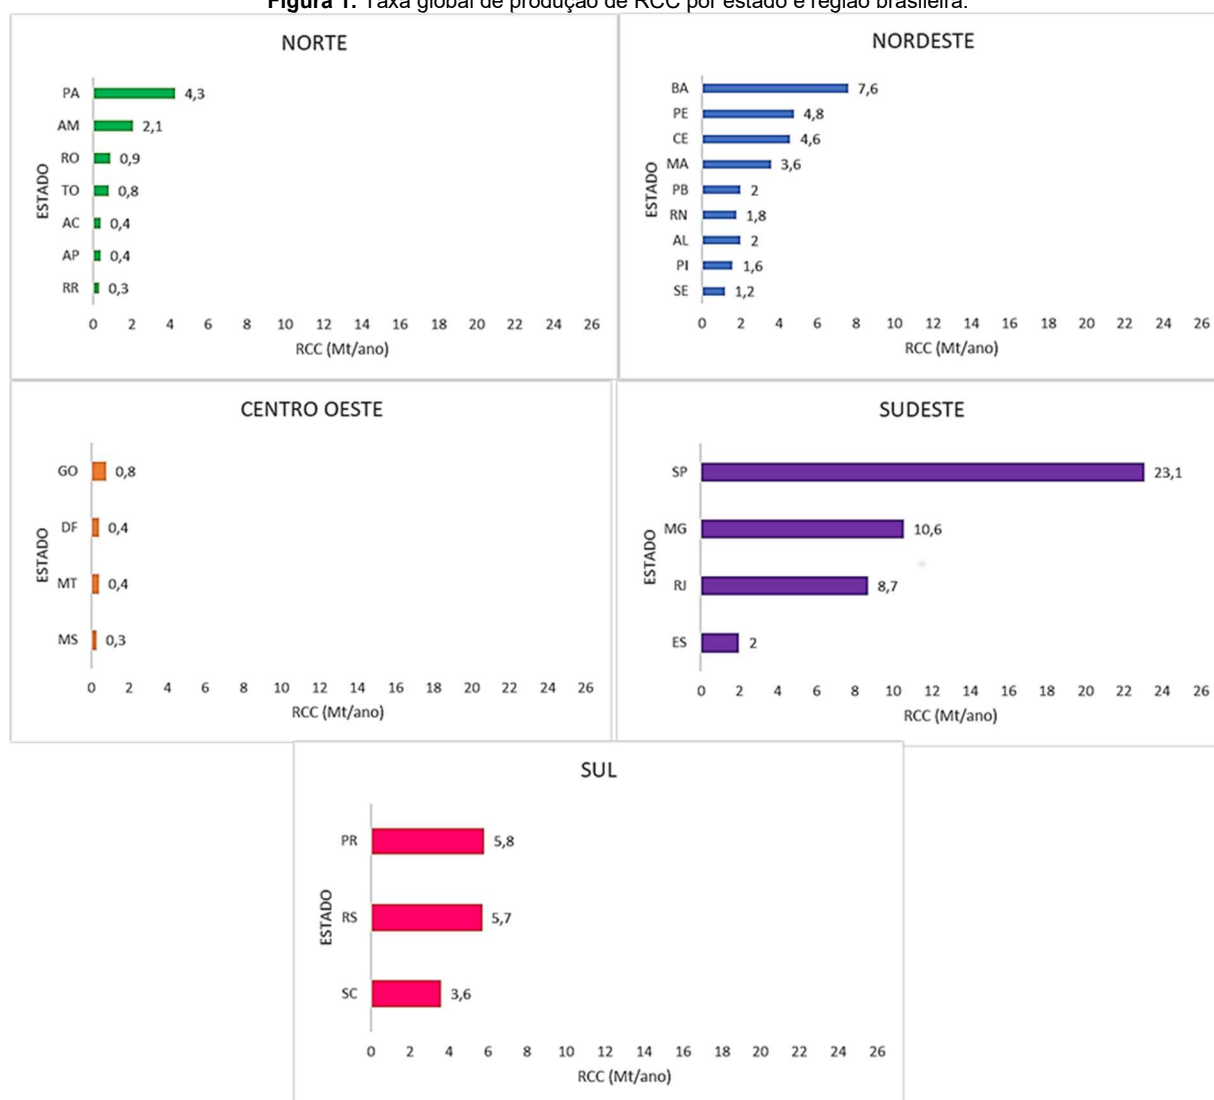 Figura 1. Taxa global de produção de RCC por estado e região brasileira.
NORTE
ESTADO
PA 4,3
AM 2,1
RO 0,9
TO 0,8
AC 0,4
AP 0,4
RR 0,3
0 2 4 6 8 10 12 14 16 18 20 22 24 26
RCC (Mt/ano)
NORDESTE
ESTADO
BA 7,6
PE 4,8
CE 4,6
MA 3,6
PB 2
RN 1,8
AL 2
PI 1,6
SE 1,2
0 2 4 6 8 10 12 14 16 18 20 22 24 26
RCC (Mt/ano)
CENTRO OESTE
ESTADO
GO 0,8
DF 0,4
MT 0,4
MS 0,3
0 2 4 6 8 10 12 14 16 18 20 22 24 26
RCC (Mt/ano)
SUDESTE
ESTADO
SP 23,1
MG 10,6
RJ 8,7
ES 2
0 2 4 6 8 10 12 14 16 18 20 22 24 26
RCC (Mt/ano)
SUL
ESTADO
PR 5,8
RS 5,7
SC 3,6
0 2 4 6 8 10 12 14 16 18 20 22 24 26
RCC (Mt/ano)